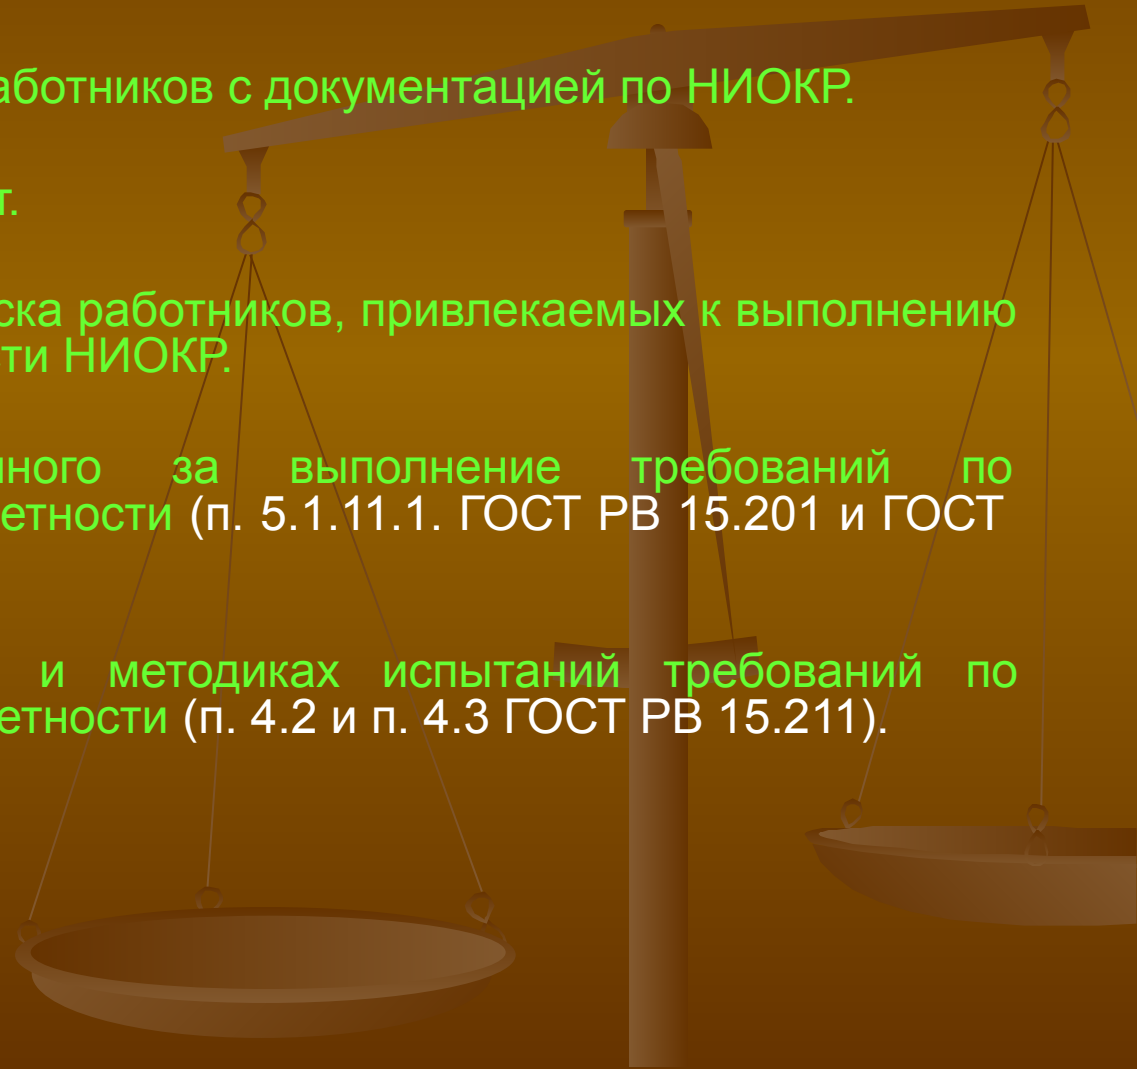 аботников с документацией по НИОКР.
т.
ска работников, привлекаемых к выполнению
сти НИОКР.
нного за выполнение требований по
етности (п. 5.1.11.1. ГОСТ РВ 15.201 и ГОСТ
и методиках испытаний требований по
етности (п. 4.2 и п. 4.3 ГОСТ РВ 15.211).